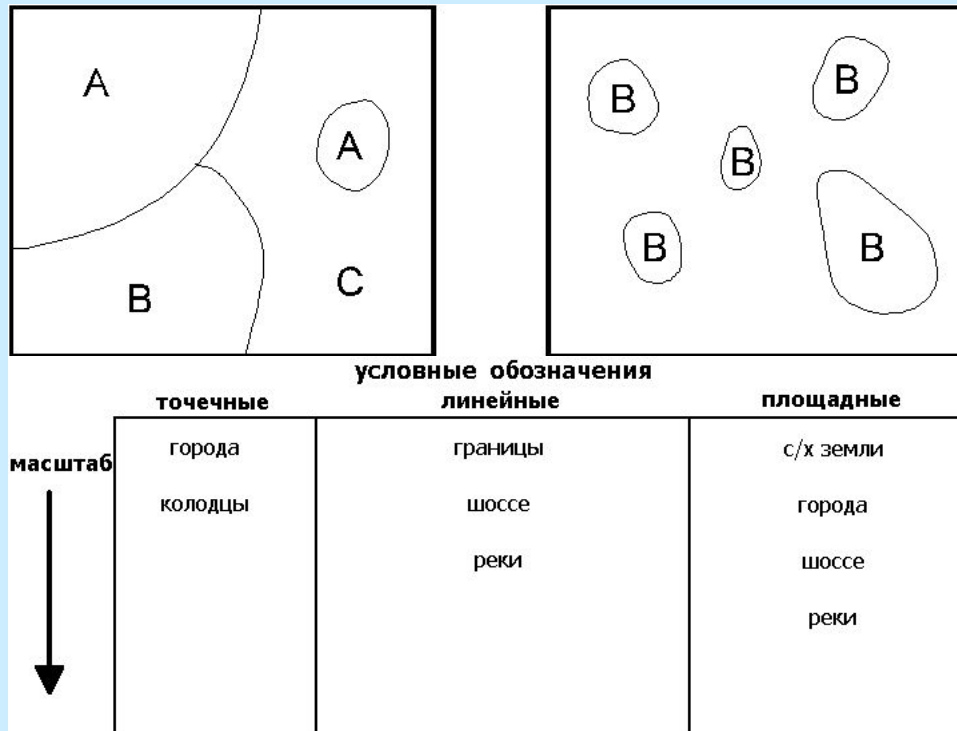 A
A
B
C
B
B
B
B
B
условные обозначения
точечные линейные площадные
масштаб
города границы с/х земли
колодцы шоссе города
реки шоссе
реки